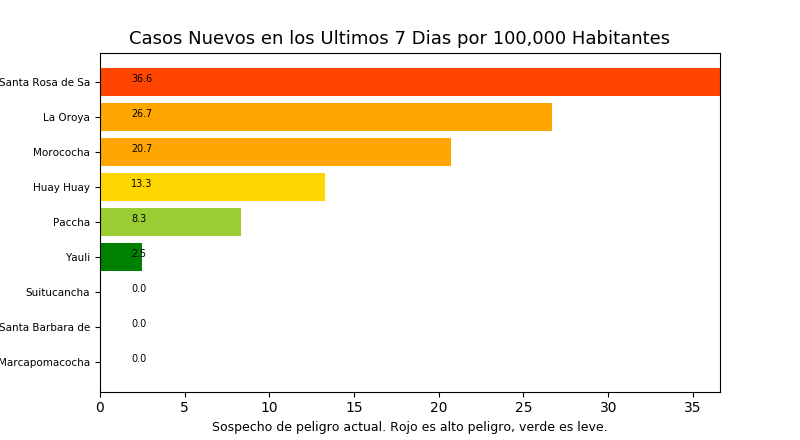 Casos Nuevos en los Ultimos 7 Dias por 100,000 Habitantes
Santa Rosa de Sa 36.6
La Oroya 26.7
Morococha 20.7
Huay Huay 13.3
Paccha 8.3
Yauli 2.5
Suitucancha 0.0
Santa Barbara de 0.0
Marcapomacocha 0.0
0 5 10 15 20 25 30 35
Sospecho de peligro actual. Rojo es alto peligro, verde es leve.